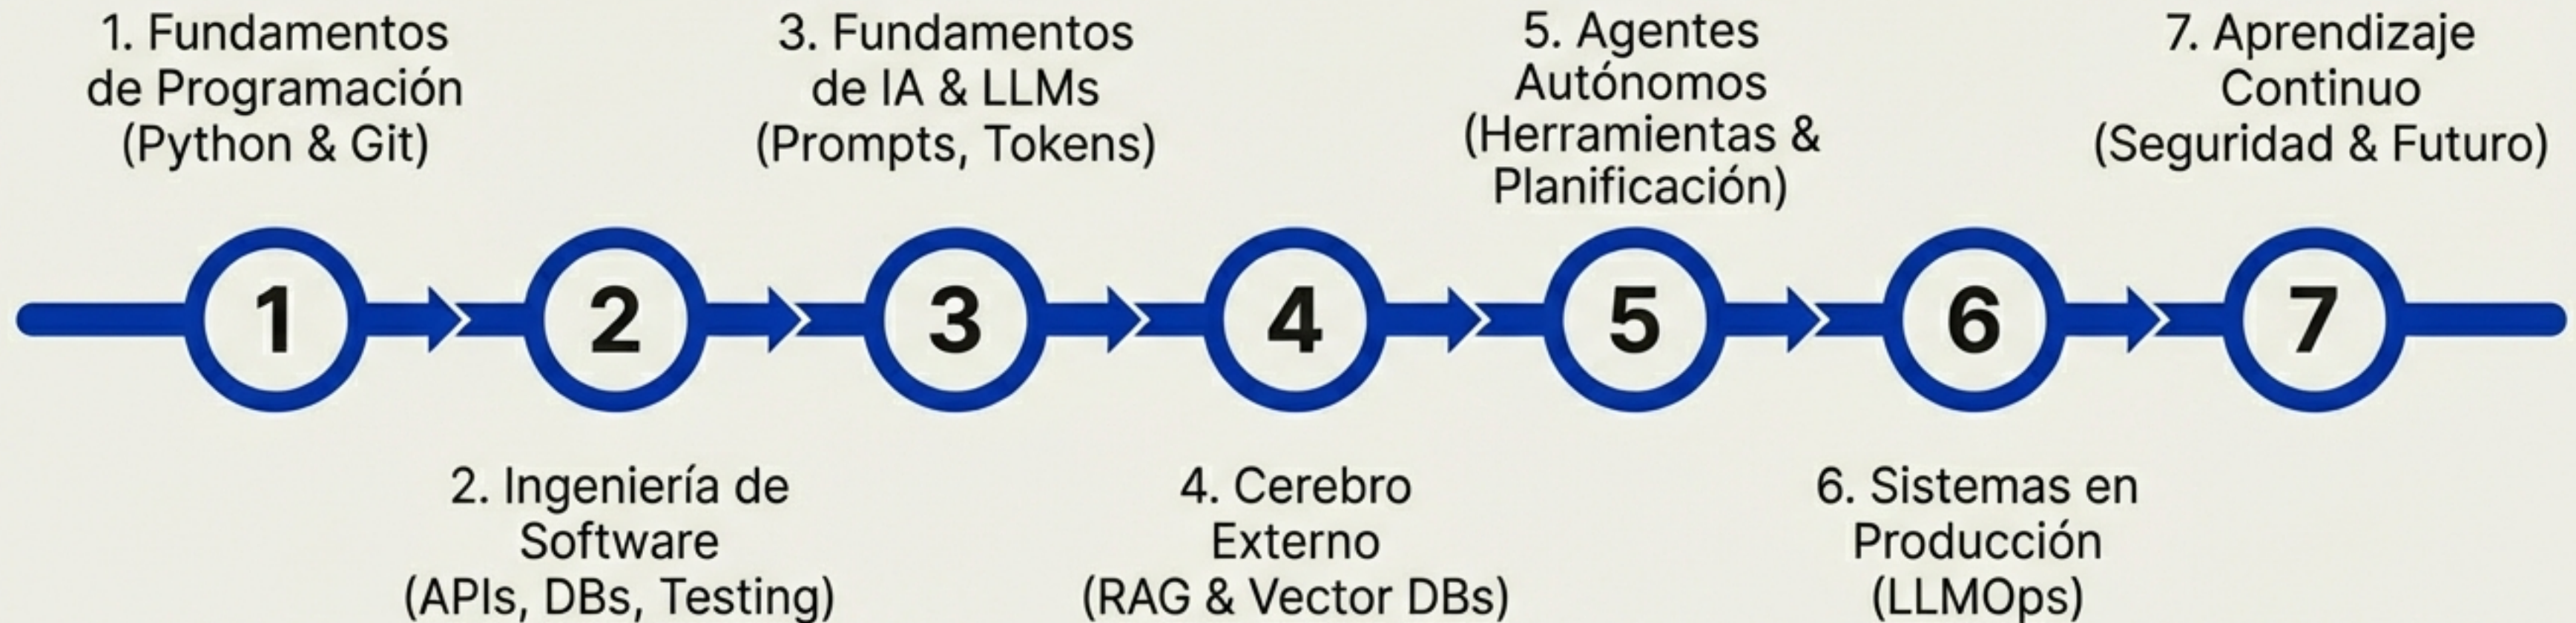 1. Fundamentos
de Programación
(Python & Git)
3. Fundamentos
de IA & LLMs
(Prompts, Tokens)
5. Agentes
Autónomos
(Herramientas &
Planificación)
7. Aprendizaje
Continuo
(Seguridad & Futuro)
1
2
3
4
5
6
7
2. Ingeniería de
Software
(APIs, DBs, Testing)
4. Cerebro
Externo
(RAG & Vector DBs)
6. Sistemas en
Producción
(LLMOps)